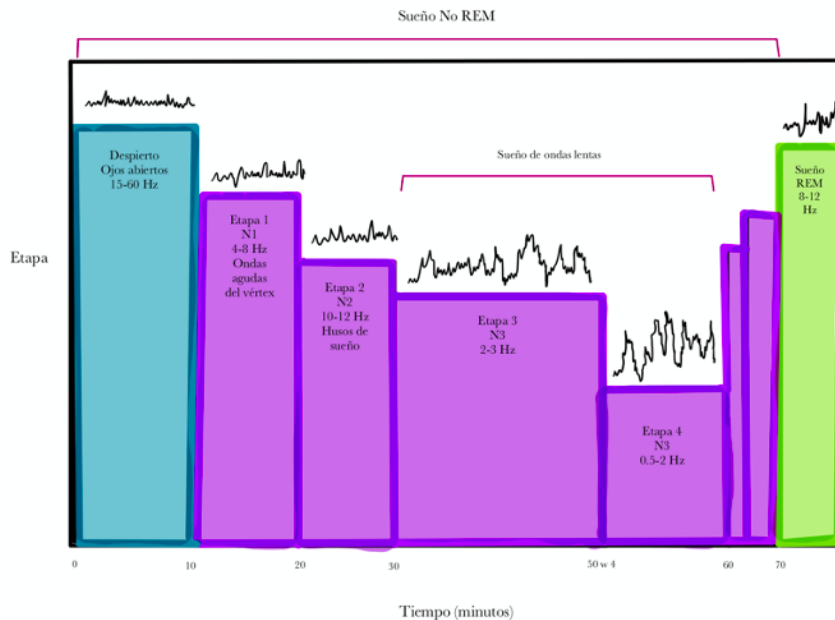 Sueño No REM
Despierto
Ojos abiertos
15-60 Hz
Etapa 1
N1
4-8 Hz
Ondas
agudas
del vértex
Etapa 2
N2
10-12 Hz
Husos de
sueño
Sueño de ondas lentas
Etapa 3
N3
2-3 Hz
Etapa 4
N3
0.5-2 Hz
Sueño
REM
8-12
Hz
Etapa
0 10 20 30 50 w 4 60 70
Tiempo (minutos)